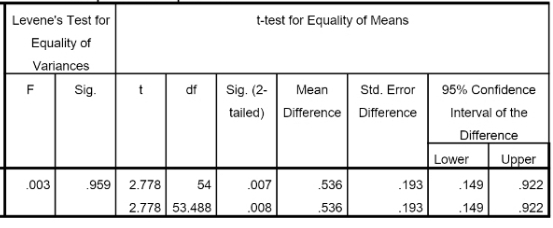 Levene's Test for
Equality of
Variances
t-test for Equality of Means
F
Sig.
t
df
Sig. (2-
tailed)
Mean
Difference
Std. Error
Difference
95% Confidence
Interval of the
Difference
Lower
Upper
.003 .959 2.778 54 .007 .536 .193 .149 .922
2.778 53.488 .008 .536 .193 .149 .922